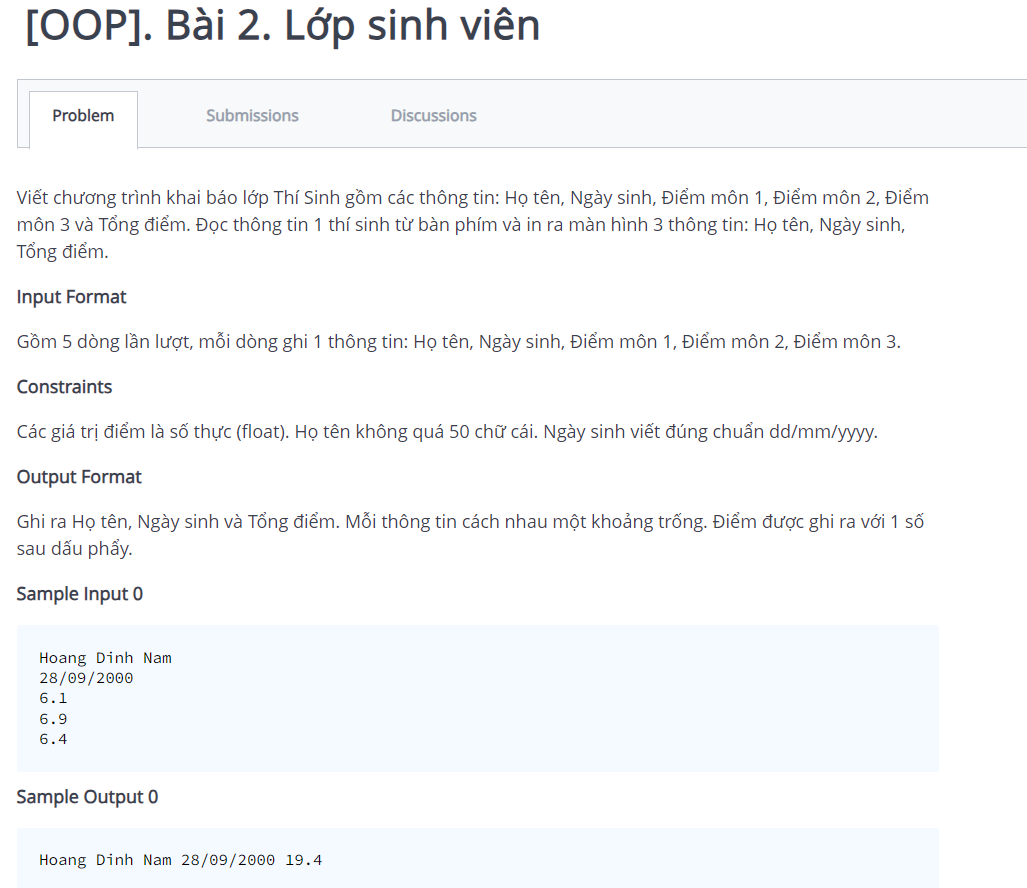 [OOP]. Bài 2. Lớp sinh viên
Problem
Submissions
Discussions
Viết chương trình khai báo lớp Thí Sinh gồm các thông tin: Họ tên, Ngày sinh, Điểm môn 1, Điểm môn 2, Điểm
môn 3 và Tổng điểm. Đọc thông tin 1 thí sinh từ bàn phím và in ra màn hình 3 thông tin: Họ tên, Ngày sinh,
Tổng điểm.
Input Format
Gồm 5 dòng lần lượt, mỗi dòng ghi 1 thông tin: Họ tên, Ngày sinh, Điểm môn 1, Điểm môn 2, Điểm môn 3.
Constraints
Các giá trị điểm là số thực (float). Họ tên không quá 50 chữ cái. Ngày sinh viết đúng chuẩn dd/mm/yyyy.
Output Format
Ghi ra Họ tên, Ngày sinh và Tổng điểm. Mỗi thông tin cách nhau một khoảng trống. Điểm được ghi ra với 1 số
sau dấu phẩy.
Sample Input 0
Hoang Dinh Nam
28/09/2000
6.1
6.9
6.4
Sample Output 0
Hoang Dinh Nam 28/09/2000 19.4